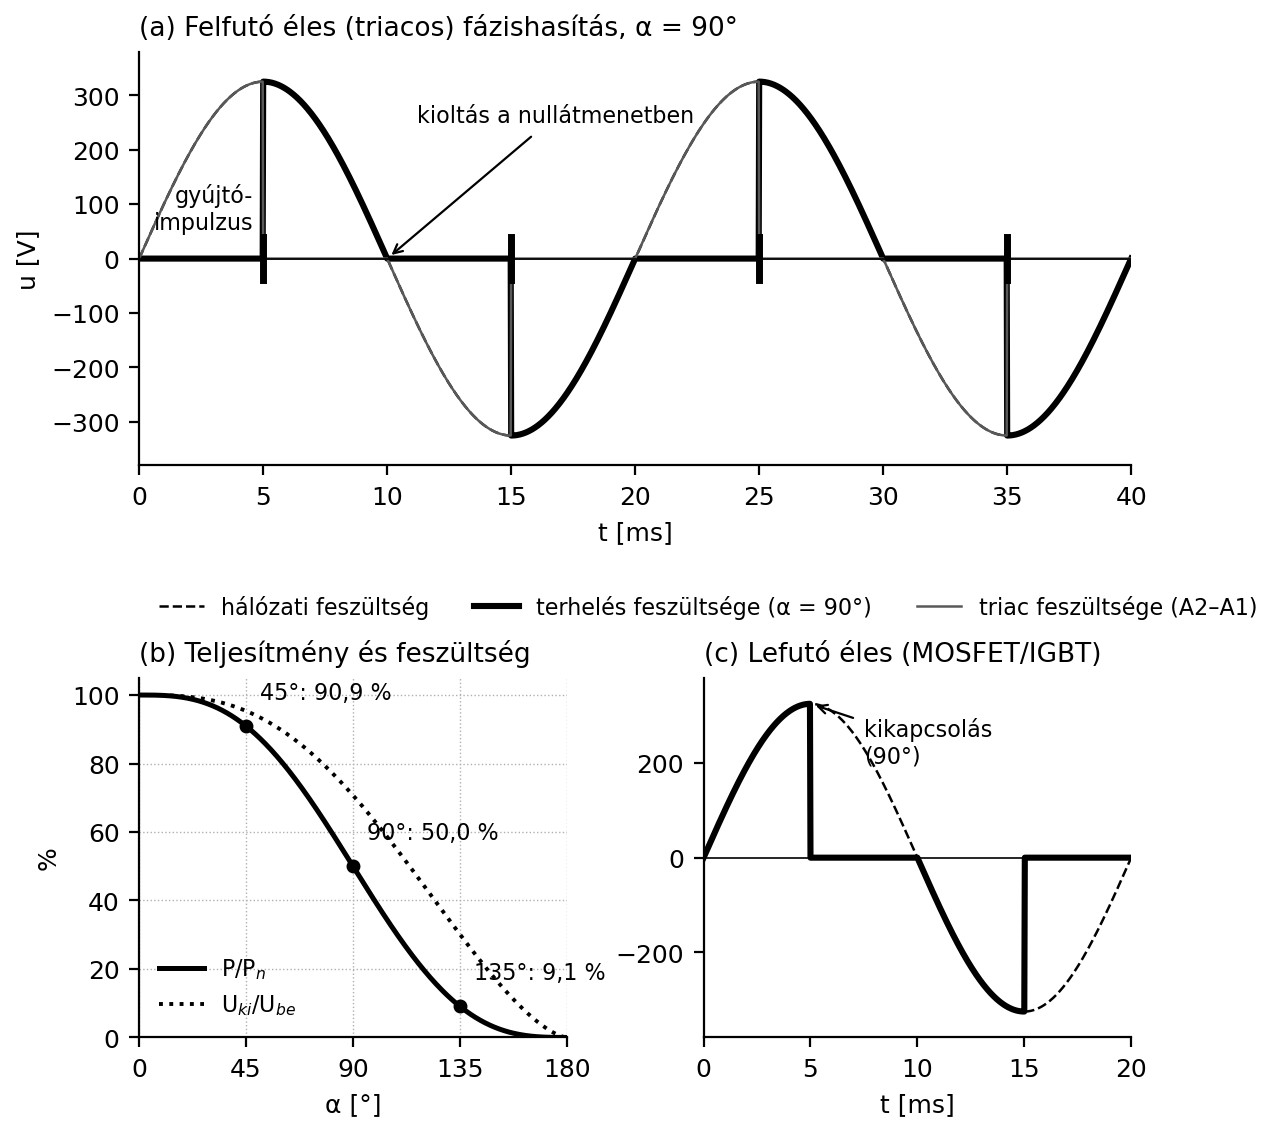 (a) Felfutó éles (triacos) fázishasítás, α = 90°
u [V]
300
200
100
0
−100
−200
−300
kioltás a nullátmenetben
gyújtó-
impulzus
0 5 10 15 20 25 30 35 40
t [ms]
hálózati feszültség terhelés feszültsége (α = 90°) triac feszültsége (A2–A1)
(b) Teljesítmény és feszültség
%
100
80
60
40
20
0
45°: 90,9 %
90°: 50,0 %
135°: 9,1 %
P/Pn
Uki/Ube
0 45 90 135 180
α [°]
(c) Lefutó éles (MOSFET/IGBT)
200
0
−200
kikapcsolás
(90°)
0 5 10 15 20
t [ms]